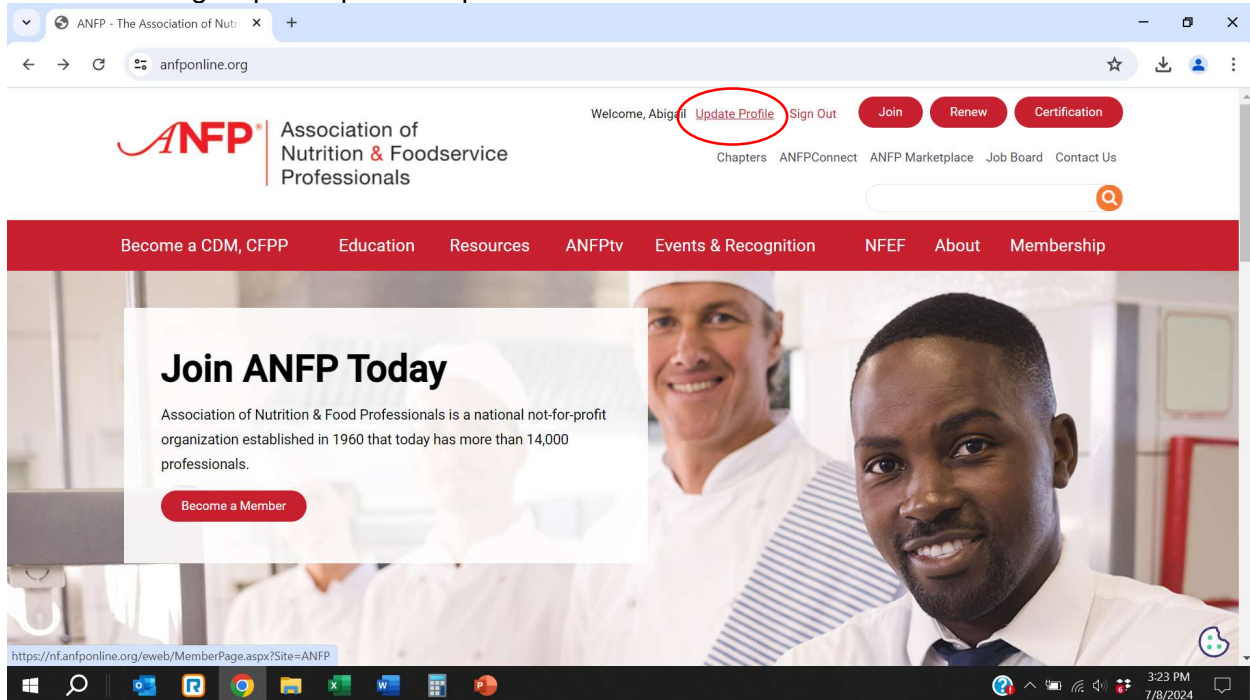 ANFP - The Association of Nutri
anfponline.org
Welcome, Abigail Update Profile Sign Out Join Renew Certification
ANFP®
Association of
Nutrition & Foodservice
Professionals
Chapters ANFPConnect ANFP Marketplace Job Board Contact Us
Become a CDM, CFPP Education Resources ANFPtv Events & Recognition NFEF About Membership
Join ANFP Today
Association of Nutrition & Food Professionals is a national not-for-profit
organization established in 1960 that today has more than 14,000
professionals.
Become a Member
https://nf.anfponline.org/eweb/MemberPage.aspx?Site=ANFP
3:23 PM
7/8/2024